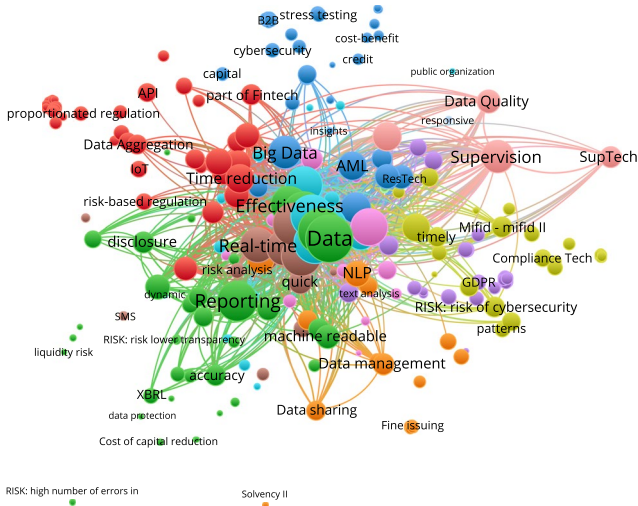 B2B
stress testing
cost-benefit
cybersecurity
credit
capital
public organization
API
part of Fintech
Data Quality
proportionated regulation
responsive
insights
Data Aggregation
Big Data
Supervision
SupTech
IoT
Time reduction
AML
ResTech
risk-based regulation
Effectiveness
Mifid - mifid II
disclosure
Real-time
Data
timely
Compliance Tech
risk analysis
NLP
quick
GDPR
dynamic
text analysis
Reporting
RISK: risk of cybersecurity
SMS
patterns
RISK: risk lower transparency
machine readable
liquidity risk
Data management
accuracy
XBRL
Data sharing
data protection
Fine issuing
Cost of capital reduction
RISK: high number of errors in
Solvency II